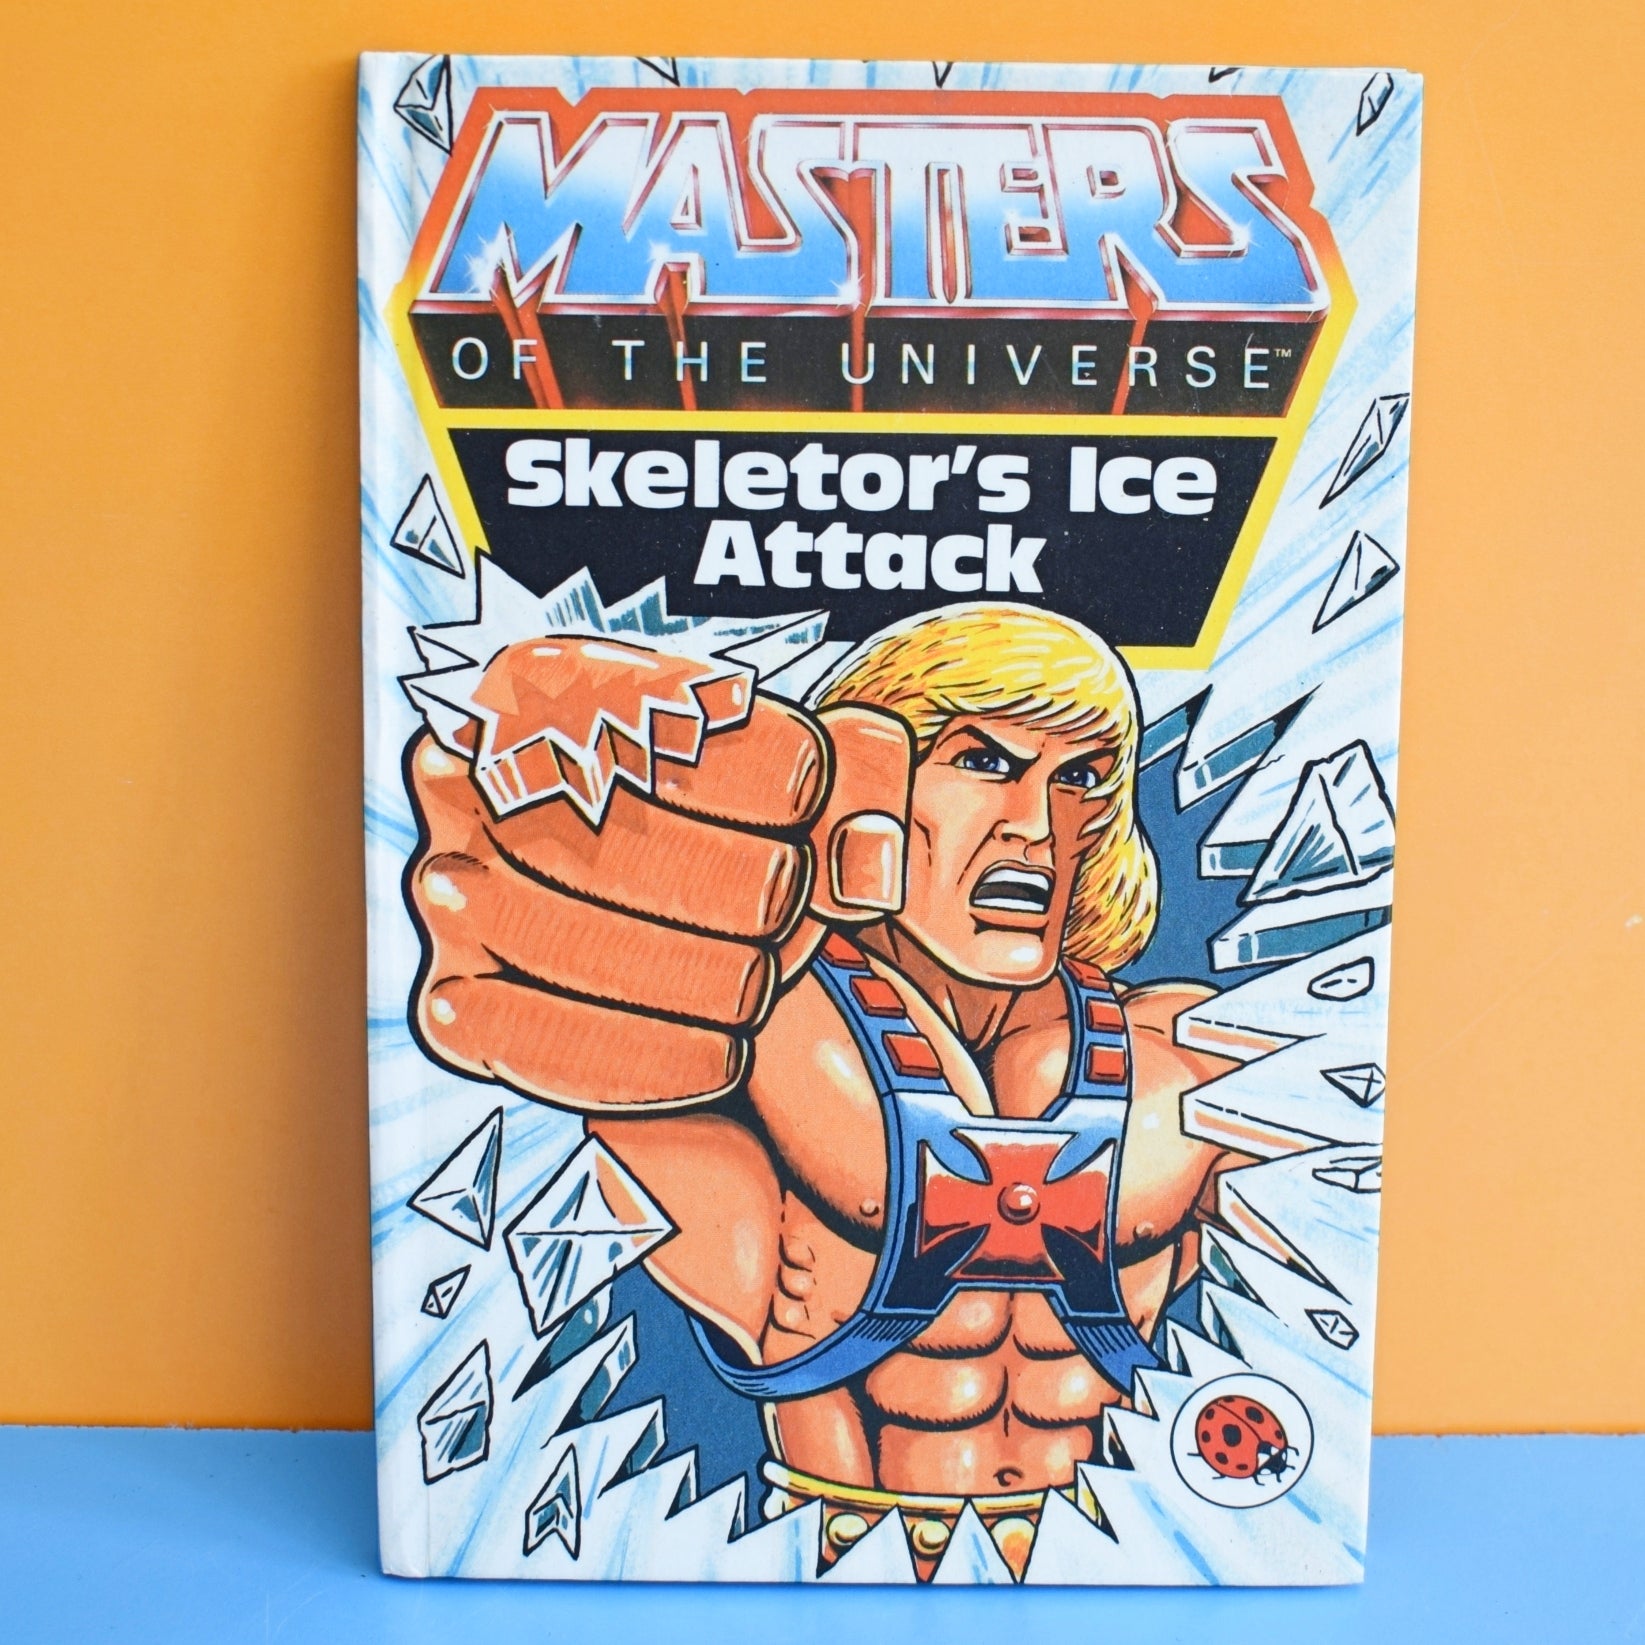 MASTERS
OF THE UNIVERSE™
Skeletor's Ice
Attack